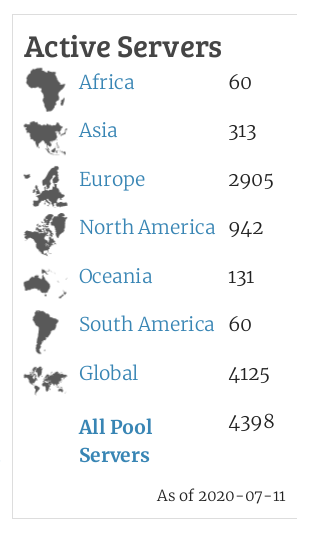 Active Servers
Africa 60
Asia 313
Europe 2905
North America 942
Oceania 131
South America 60
Global 4125
All Pool Servers 4398
As of 2020-07-11